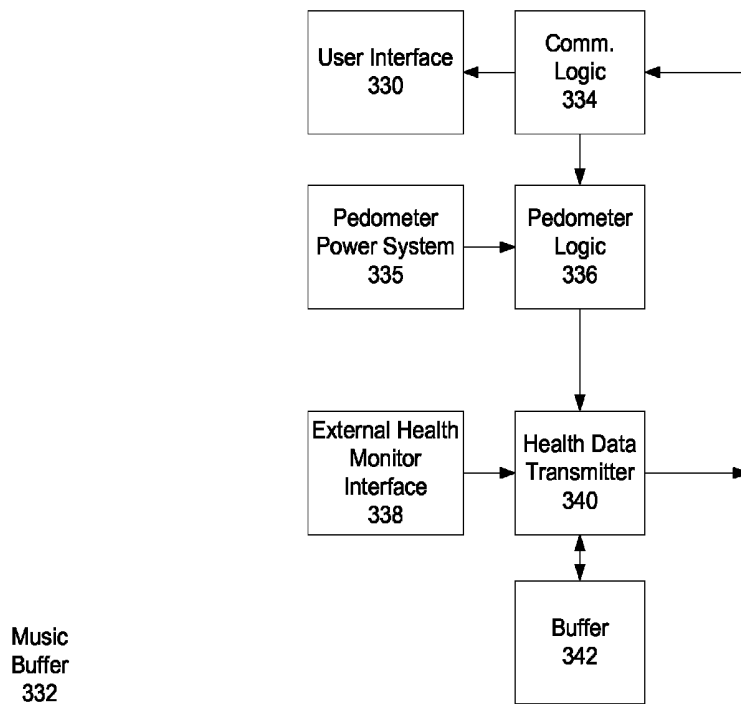 User Interface
330
Comm.
Logic
334
Pedometer
Power System
335
Pedometer
Logic
336
External Health
Monitor
Interface
338
Health Data
Transmitter
340
Buffer
342
Music
Buffer
332